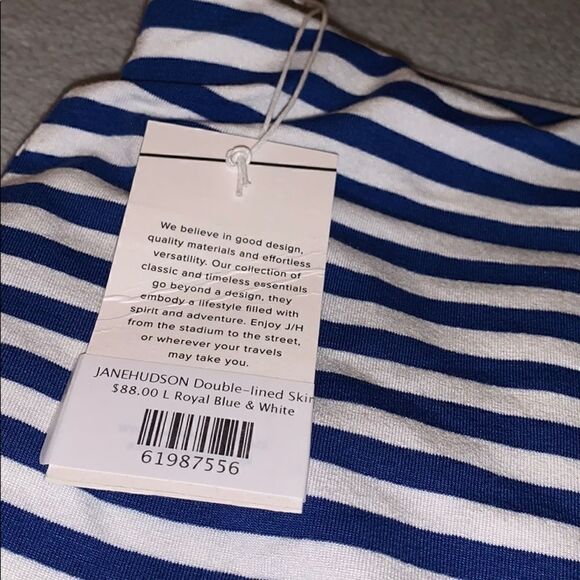 We believe in good design,
quality materials and effortless
versatility. Our collection of
classic and timeless essentials
go beyond a design, they
embody a lifestyle filled with
spirit and adventure. Enjoy J/H
from the stadium to the street,
or wherever your travels
may take you.
JANEHUDSON Double-lined Skir
$88.00 L Royal Blue & White
61987556